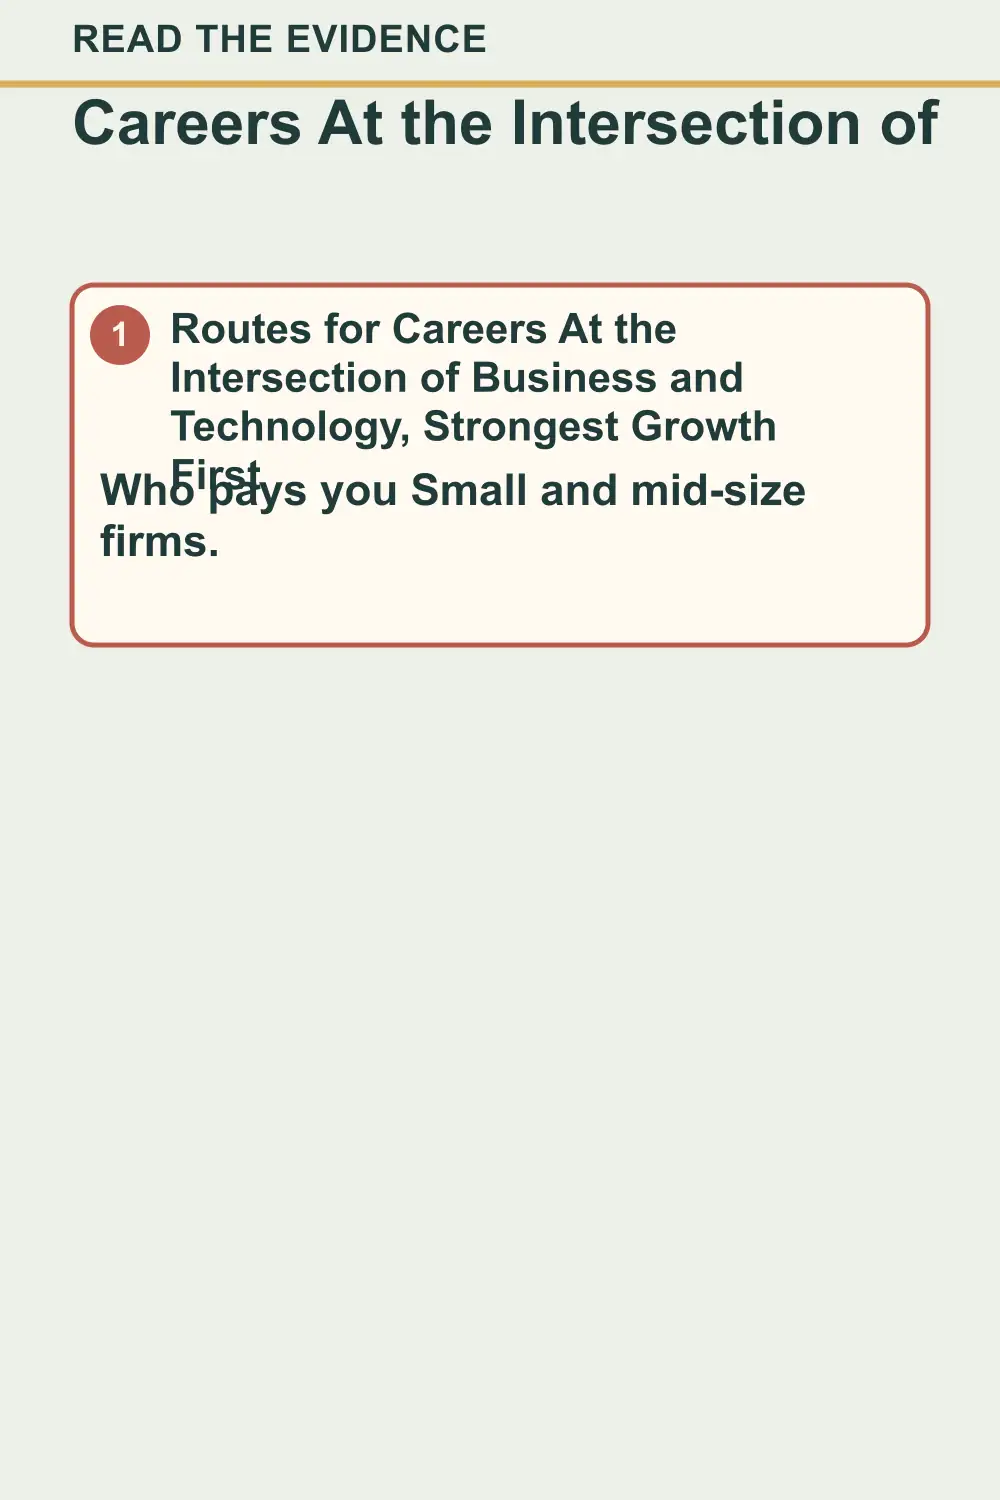 READ THE EVIDENCE
Careers At the Intersection of
1
Routes for Careers At the
Intersection of Business and
Technology, Strongest Growth
First
Who pays you Small and mid-size
firms.